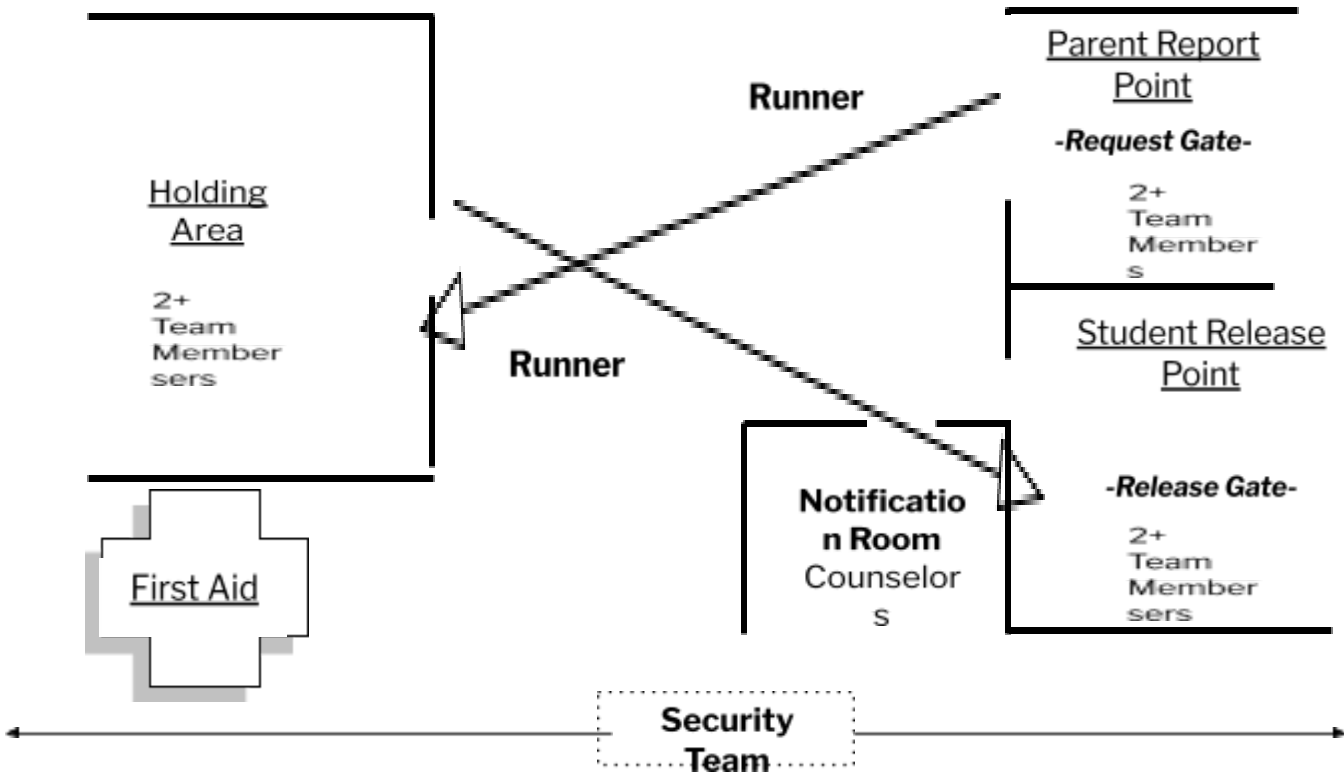 Parent Report
Point
-Request Gate-
2+
Team
Member
s
Runner
Holding
Area
2+
Team
Member
sers
Runner
Student Release
Point
-Release Gate-
2+
Team
Member
sers
Notificatio
n Room
Counselor
s
First Aid
Security
Team